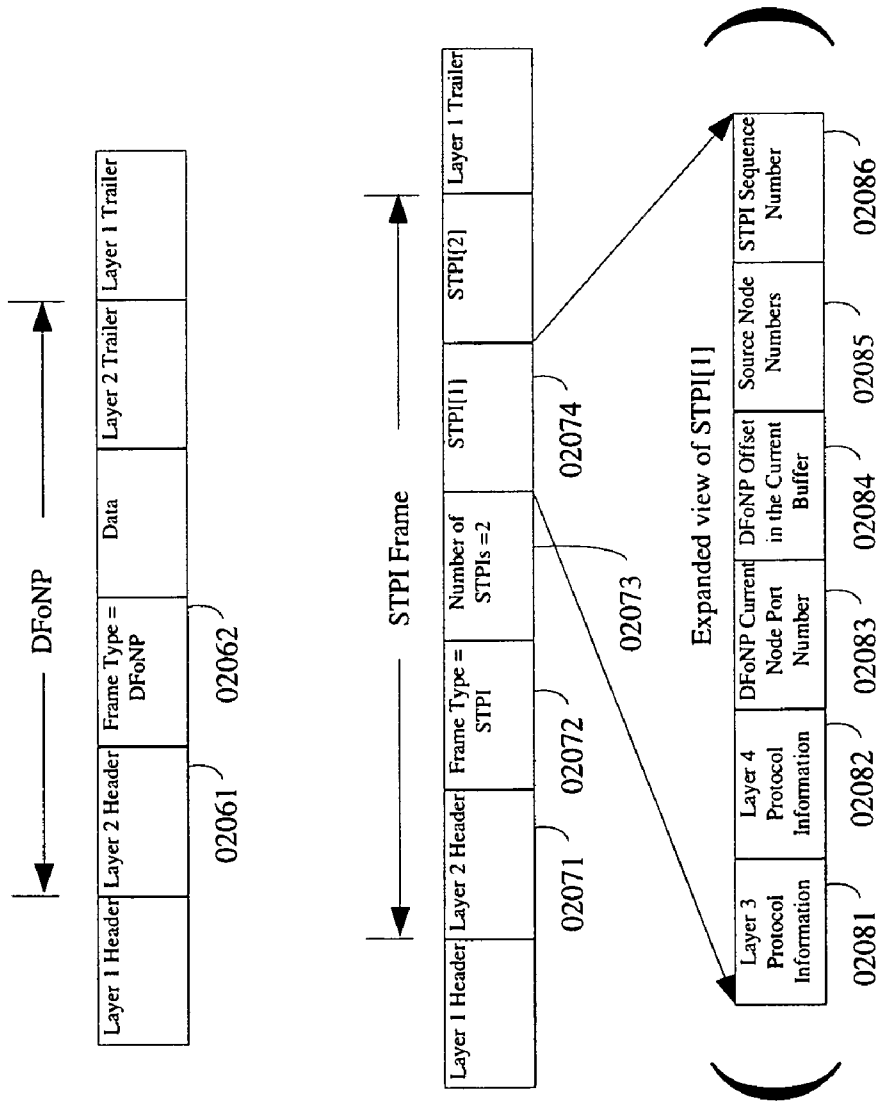 DFoNP
Layer 1 Header
Layer 2 Header
Frame Type =
DFoNP
Data
Layer 2 Trailer
Layer 1 Trailer
02061
02062
STPI Frame
Layer 1 Header
Layer 2 Header
Frame Type =
STPI
Number of
STPIs =2
STPI[1]
STPI[2]
Layer 1 Trailer
02071
02072
02073
02074
Expanded view of STPI[1]
Layer 3
Protocol
Information
Layer 4
Protocol
Information
DFoNP Current
Node Port
Number
DFoNP Offset
in the Current
Buffer
Source Node
Numbers
STPI Sequence
Number
02081
02082
02083
02084
02085
02086